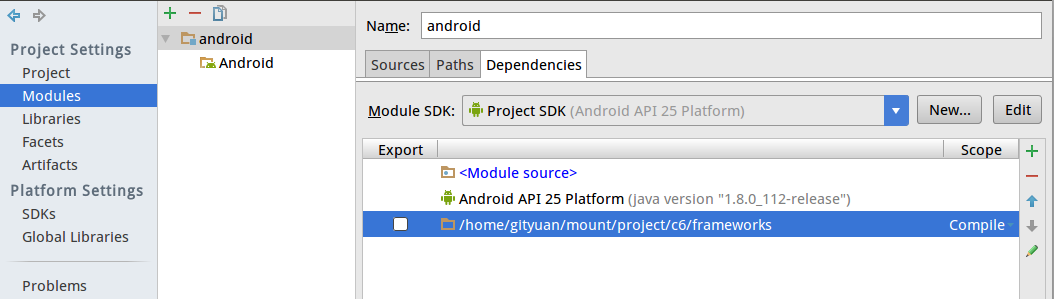 Project Settings
Project
Modules
Libraries
Facets
Artifacts
Platform Settings
SDKs
Global Libraries
Problems
android
Android
Name: android
Sources Paths Dependencies
Module SDK: Project SDK (Android API 25 Platform) New... Edit
Export Scope
<Module source>
Android API 25 Platform (java version "1.8.0_112-release")
/home/gityuan/mount/project/c6/frameworks Compile